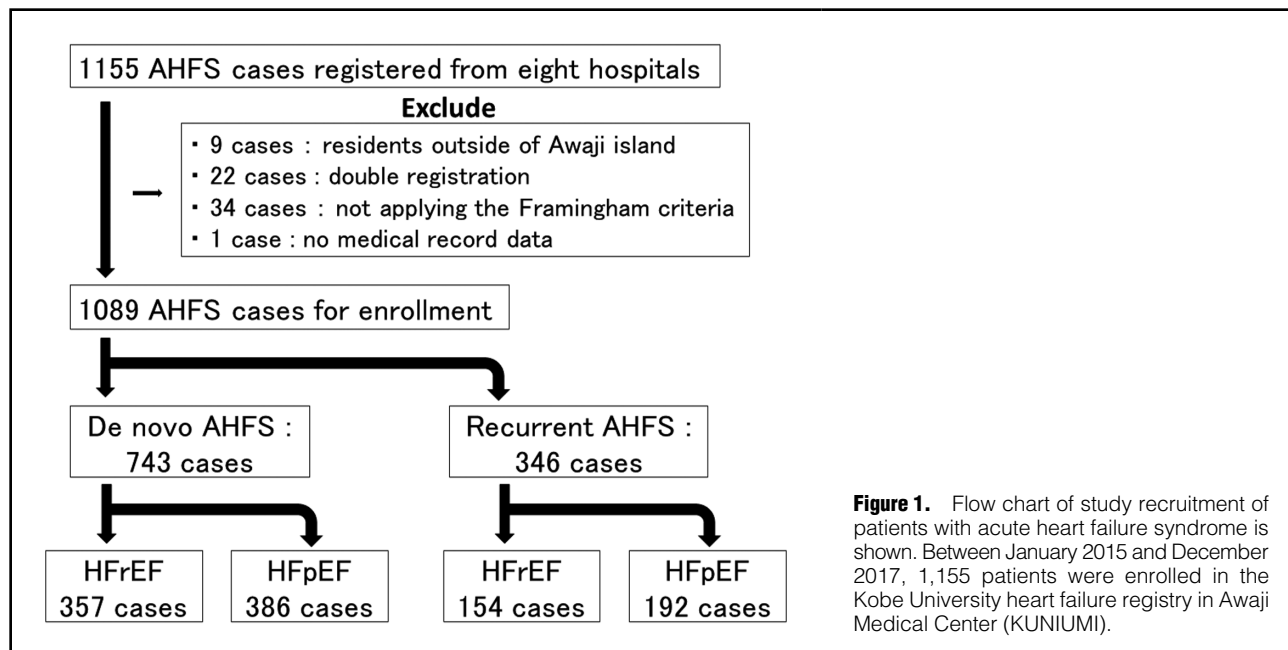 1155 AHFS cases registered from eight hospitals
Exclude
・ 9 cases : residents outside of Awaji island
・ 22 cases : double registration
・ 34 cases : not applying the Framingham criteria
・ 1 case : no medical record data
1089 AHFS cases for enrollment
De novo AHFS :
743 cases
Recurrent AHFS :
346 cases
HFrEF
357 cases
HFpEF
386 cases
HFrEF
154 cases
HFpEF
192 cases
Figure 1. Flow chart of study recruitment of
patients with acute heart failure syndrome is
shown. Between January 2015 and December
2017, 1,155 patients were enrolled in the
Kobe University heart failure registry in Awaji
Medical Center (KUNIUMI).